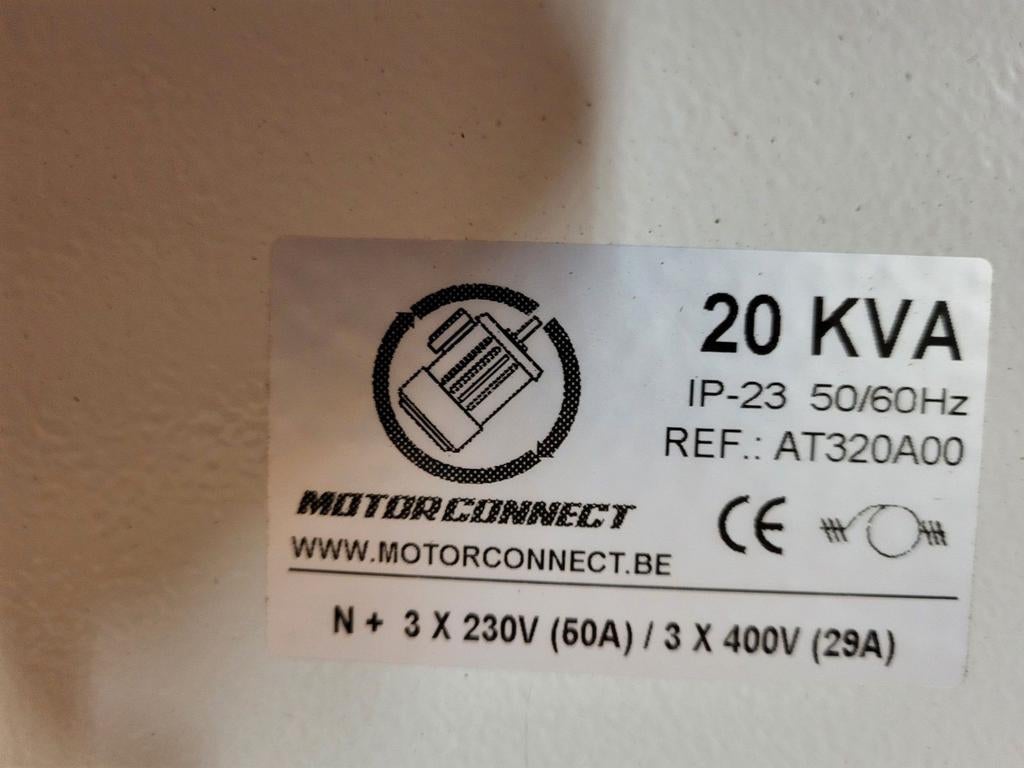 20 KVA
IP-23 50/60Hz
REF.: AT320A00
MOTORCONNECT
CE
WWW.MOTORCONNECT.BE
N + 3 X 230V (50A) / 3 X 400V (29A)